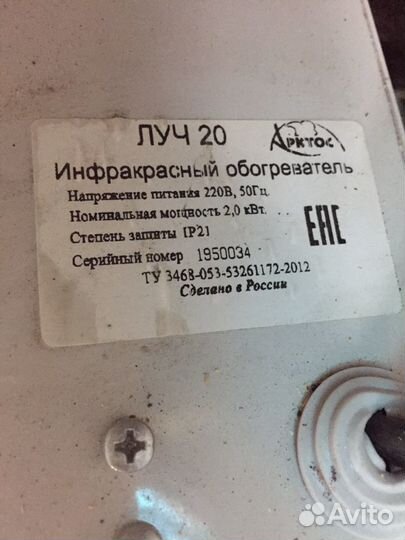 ЛУЧ 20
АРКТОС
Инфракрасный обогреватель
Напряжение питания 220В, 50Гц
Номинальная мощность 2,0 кВт.
Степень защиты IP21
Серийный номер 1950034
ТУ 3468-053-53261172-2012
Сделано в России
EAC
Avito